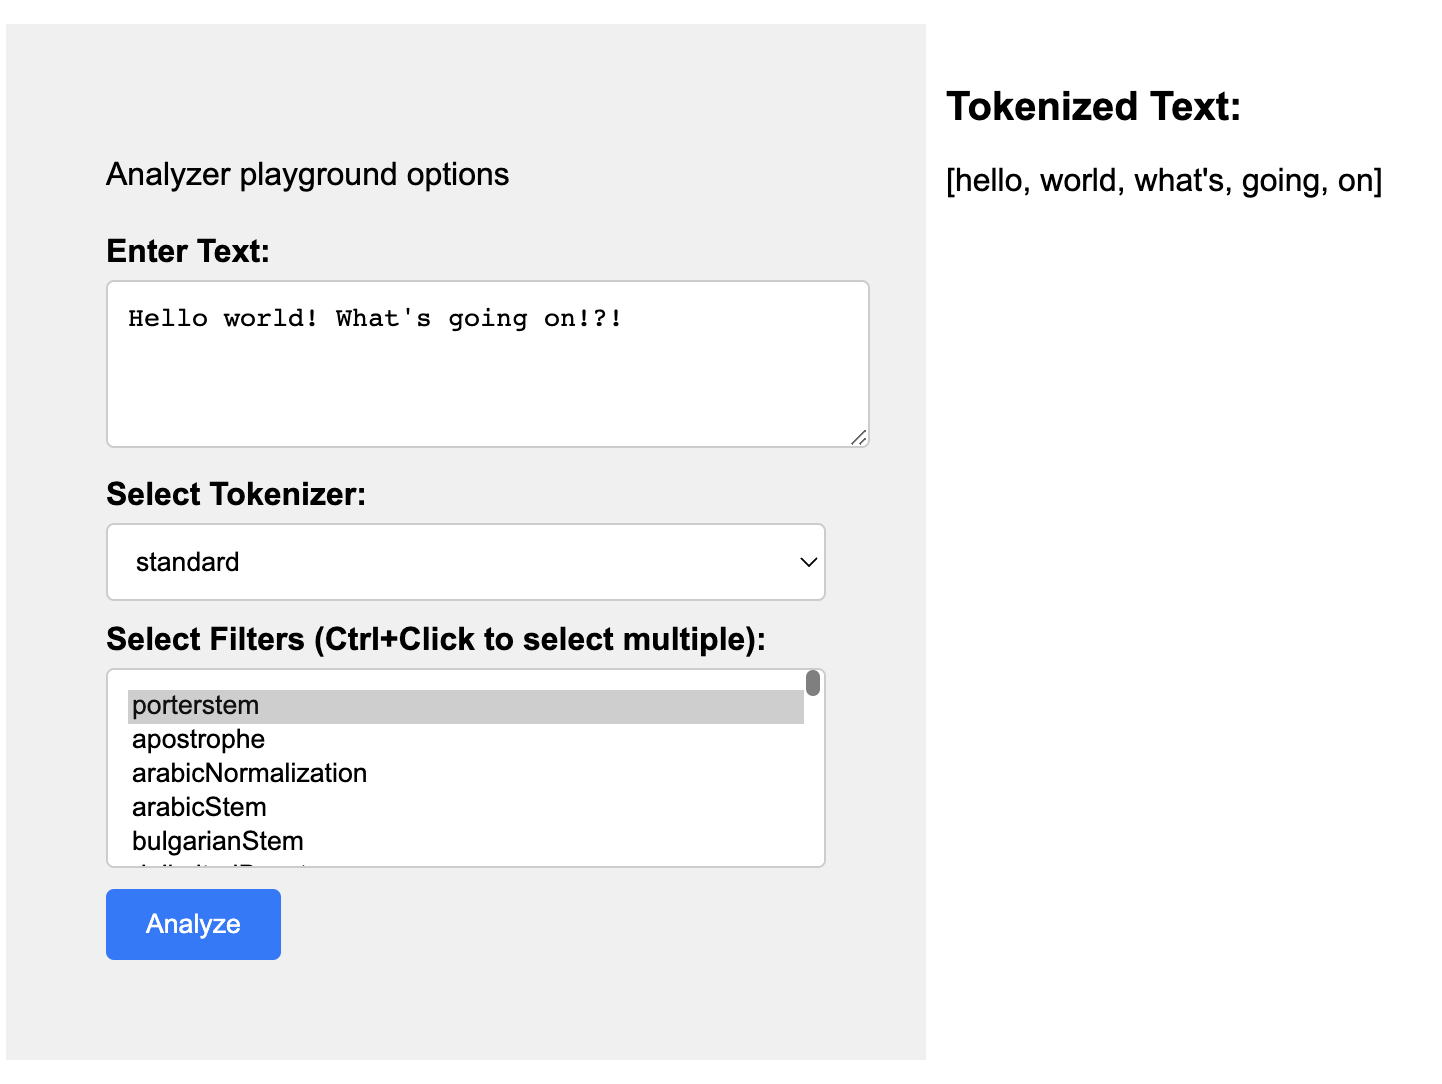 Analyzer playground options
Enter Text:
Hello world! What's going on!?!
Select Tokenizer:
standard
Select Filters (Ctrl+Click to select multiple):
porterstem
apostrophe
arabicNormalization
arabicStem
bulgarianStem
Analyze
Tokenized Text:
[hello, world, what's, going, on]